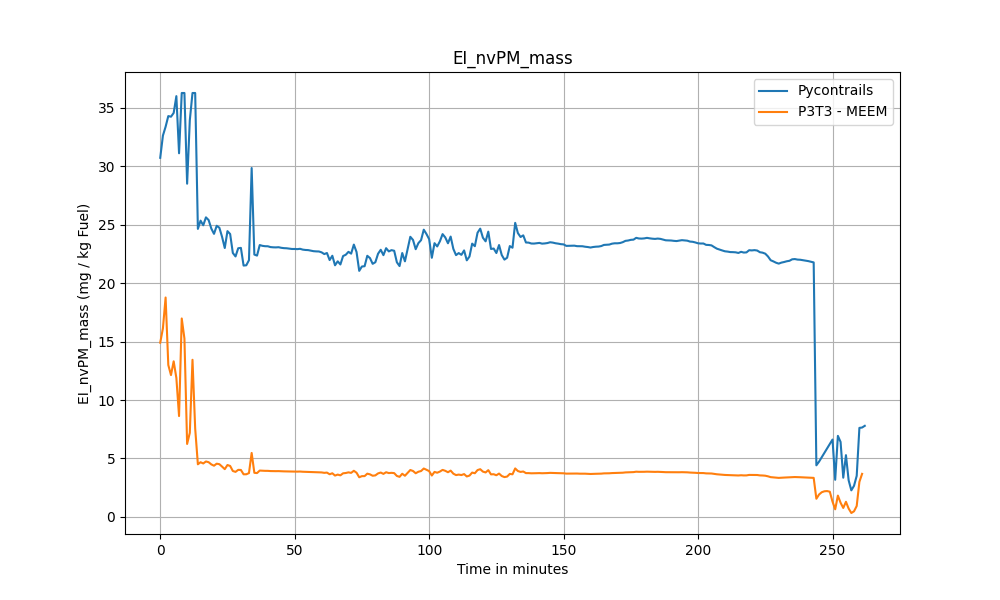 EI_nvPM_mass
Pycontrails
P3T3 - MEEM
EI_nvPM_mass (mg / kg Fuel)
35
30
25
20
15
10
5
0
0 50 100 150 200 250
Time in minutes